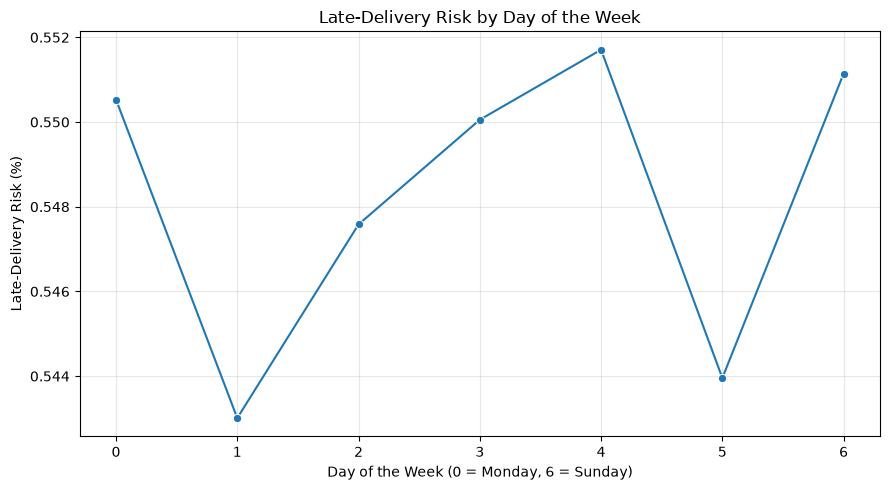 Late-Delivery Risk by Day of the Week
Late-Delivery Risk (%)
0.552
0.550
0.548
0.546
0.544
0 1 2 3 4 5 6
Day of the Week (0 = Monday, 6 = Sunday)